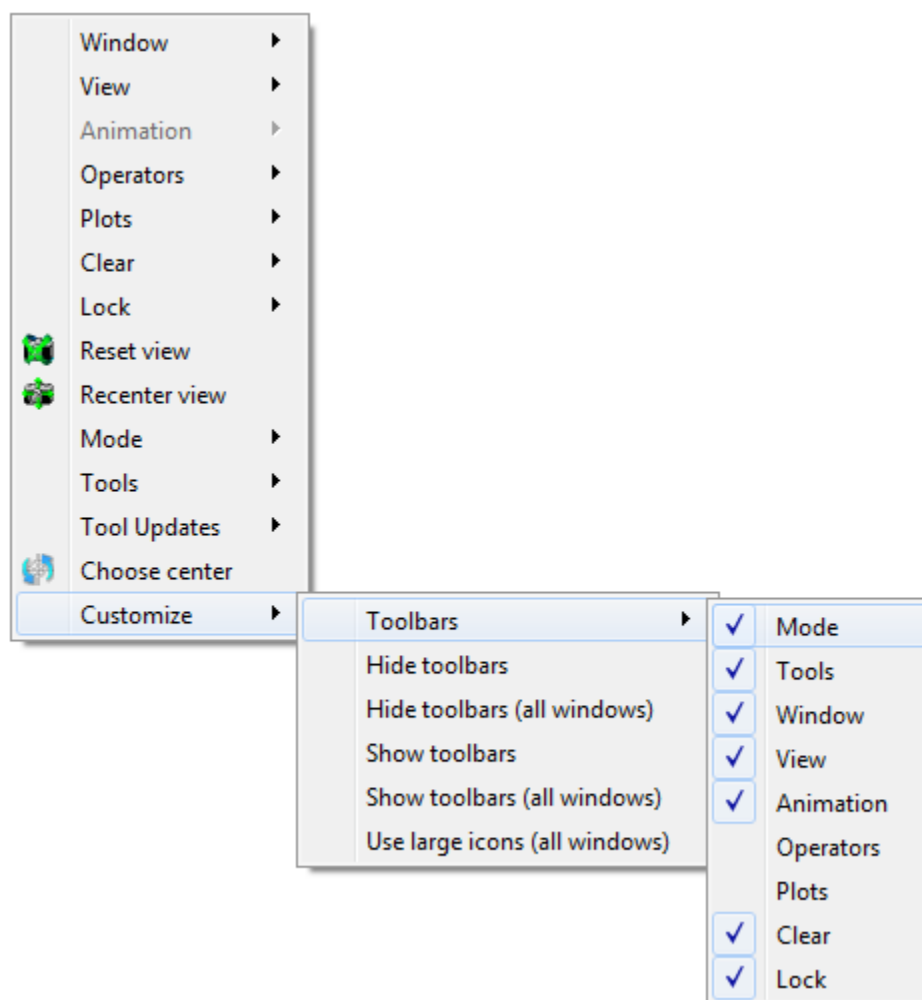 Window
View
Animation
Operators
Plots
Clear
Lock
Reset view
Recenter view
Mode
Tools
Tool Updates
Choose center
Customize
Toolbars
Hide toolbars
Hide toolbars (all windows)
Show toolbars
Show toolbars (all windows)
Use large icons (all windows)
Mode
Tools
Window
View
Animation
Operators
Plots
Clear
Lock